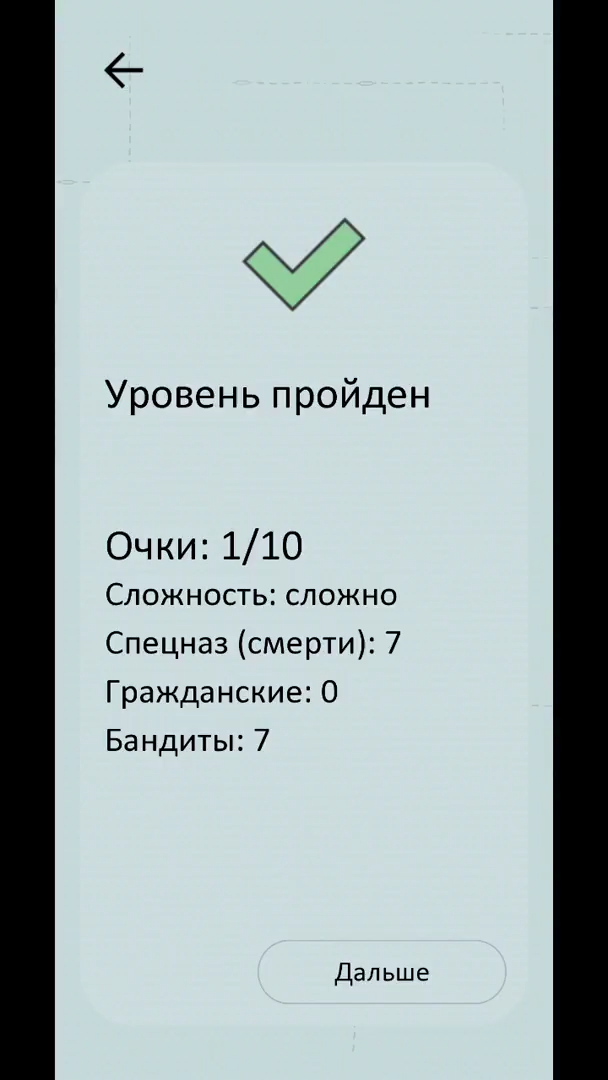 Уровень пройден
Очки: 1/10
Сложность: сложно
Спецназ (смерти): 7
Гражданские: 0
Бандиты: 7
Дальше